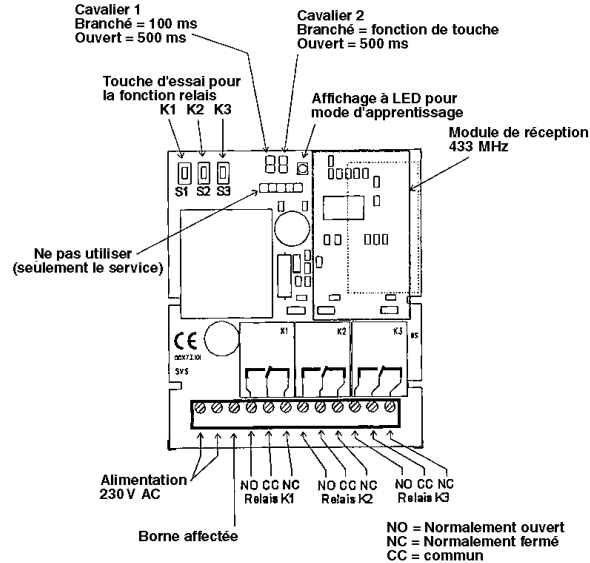 Cavalier 1
Branché = 100 ms
Ouvert = 500 ms
Cavalier 2
Branché = fonction de touche
Ouvert = 500 ms
Touche d'essai pour
la fonction relais
K1 K2 K3
Affichage à LED pour
mode d'apprentissage
Module de réception
433 MHz
S1 S2 S3
Ne pas utiliser
(seulement le service)
K1 K2 K3
CE
SVS
Alimentation
230 V AC
NO CC NC
Relais K1
NO CC NC
Relais K2
NO CC NC
Relais K3
Borne affectée
NO = Normalement ouvert
NC = Normalement fermé
CC = commun